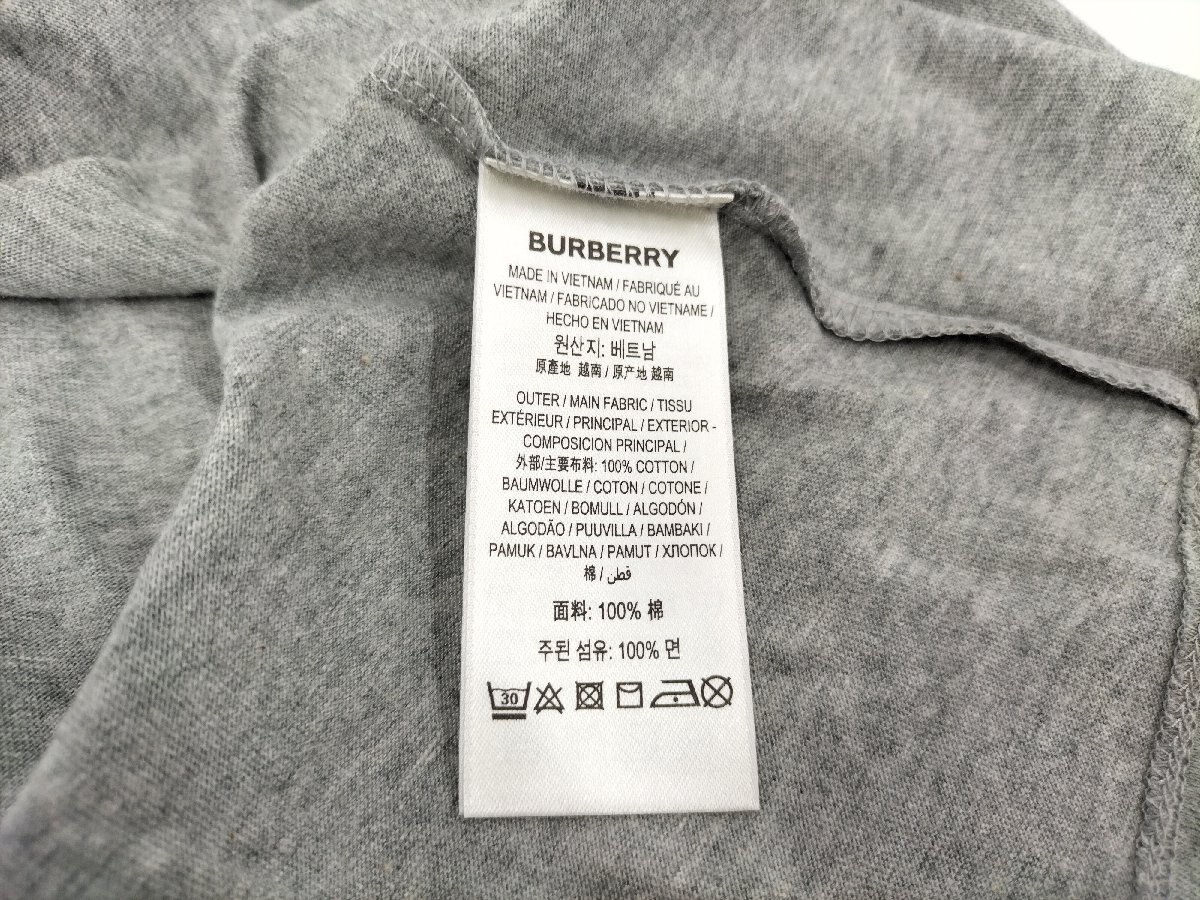 BURBERRY
MADE IN VIETNAM / FABRIQUÉ AU
VIETNAM / FABRICADO NO VIETNAME /
HECHO EN VIETNAM
원산지: 베트남
原產地 越南 / 原产地 越南
OUTER / MAIN FABRIC / TISSU
EXTÉRIEUR / PRINCIPAL / EXTERIOR -
COMPOSICION PRINCIPAL /
外部/主要布料: 100% COTTON /
BAUMWOLLE / COTON / COTONE /
KATOEN / BOMULL / ALGODÓN /
ALGODÃO / PUUVILLA / BAMBAKI /
PAMUK / BAVLNA / PAMUT / ХЛОПОК /
棉 / قطن
面料: 100% 棉
주된 섬유: 100% 면
30